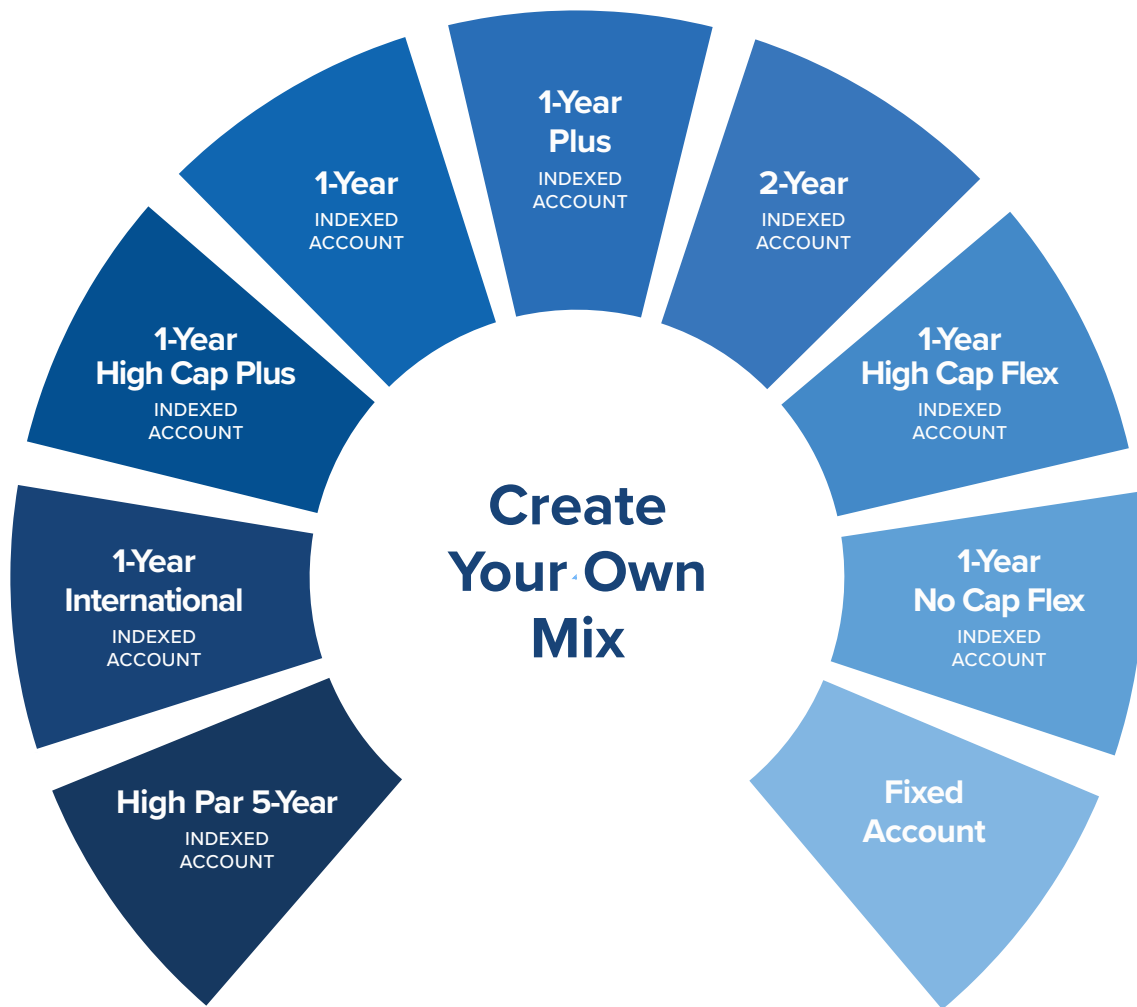 1-Year
Plus
INDEXED
ACCOUNT
1-Year
INDEXED
ACCOUNT
2-Year
INDEXED
ACCOUNT
1-Year
High Cap Plus
INDEXED
ACCOUNT
1-Year
High Cap Flex
INDEXED
ACCOUNT
Create
Your Own
Mix
1-Year
International
INDEXED
ACCOUNT
1-Year
No Cap Flex
INDEXED
ACCOUNT
High Par 5-Year
INDEXED
ACCOUNT
Fixed
Account